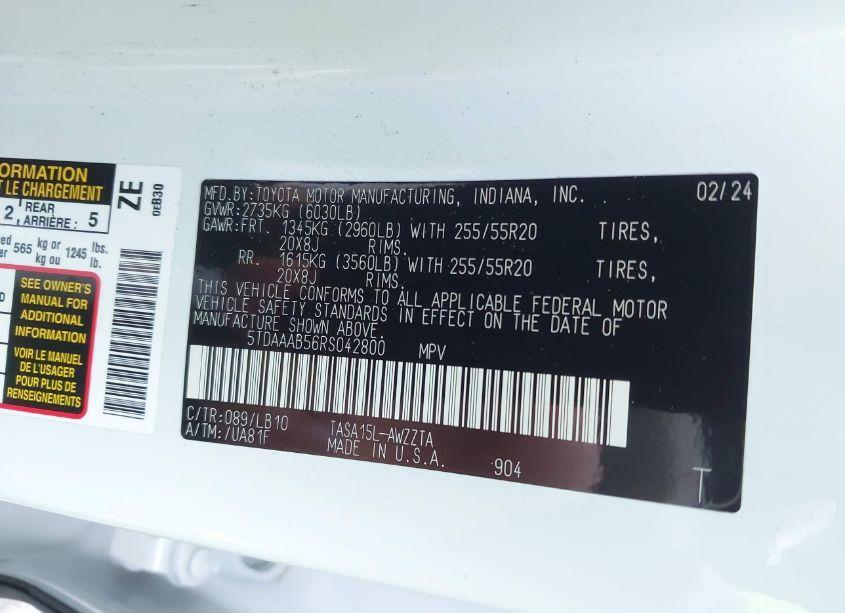 ORMATION
T LE CHARGEMENT
2 REAR ARRIÈRE: 5
565 kg or kg ou 1245 lbs. lb.
SEE OWNER'S
MANUAL FOR
ADDITIONAL
INFORMATION
VOIR LE MANUEL
DE L'USAGER
POUR PLUS DE
RENSEIGNEMENTS
ZE
0EB30
MFD.BY:TOYOTA MOTOR MANUFACTURING, INDIANA, INC. 02/24
GVWR:2735KG (6030LB)
GAWR:FRT. 1345KG (2960LB) WITH 255/55R20 TIRES,
20X8J RIMS.
RR. 1615KG (3560LB) WITH 255/55R20 TIRES,
20X8J RIMS.
THIS VEHICLE CONFORMS TO ALL APPLICABLE FEDERAL MOTOR
VEHICLE SAFETY STANDARDS IN EFFECT ON THE DATE OF
MANUFACTURE SHOWN ABOVE.
5TDAAAB56RS042800 MPV
C/TR:089/LB10 TASA15L-AWZZTA
A/TM:/UA81F MADE IN U.S.A. 904
T